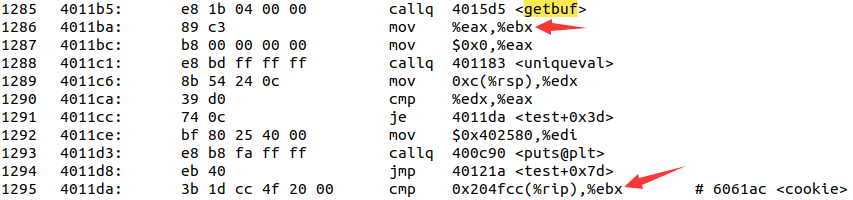 1285 4011b5: e8 1b 04 00 00 callq 4015d5 <getbuf>
1286 4011ba: 89 c3 mov %eax,%ebx
1287 4011bc: b8 00 00 00 00 mov $0x0,%eax
1288 4011c1: e8 bd ff ff ff callq 401183 <uniqueval>
1289 4011c6: 8b 54 24 0c mov 0xc(%rsp),%edx
1290 4011ca: 39 d0 cmp %edx,%eax
1291 4011cc: 74 0c je 4011da <test+0x3d>
1292 4011ce: bf 80 25 40 00 mov $0x402580,%edi
1293 4011d3: e8 b8 fa ff ff callq 400c90 <puts@plt>
1294 4011d8: eb 40 jmp 40121a <test+0x7d>
1295 4011da: 3b 1d cc 4f 20 00 cmp 0x204fcc(%rip),%ebx # 6061ac <cookie>